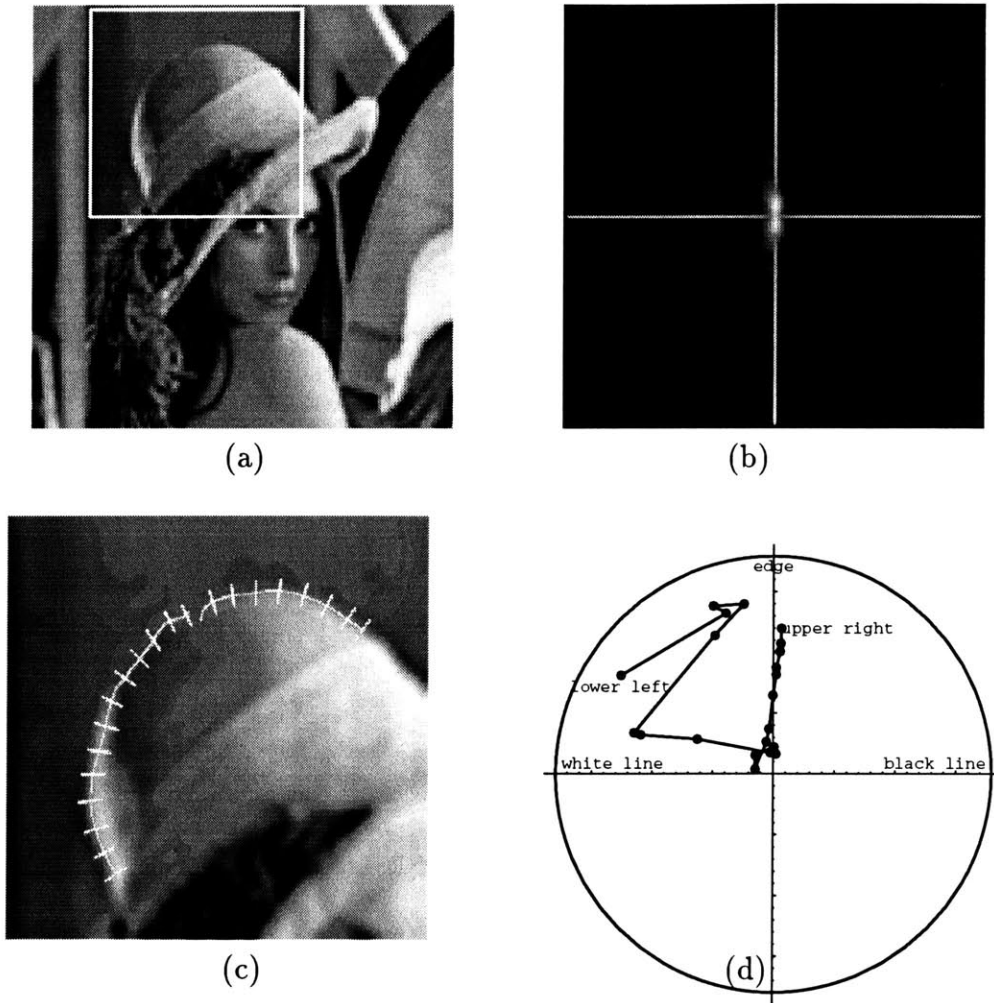 (a)
(b)
edge
upper right
lower left
white line
black line
(c)
(d)